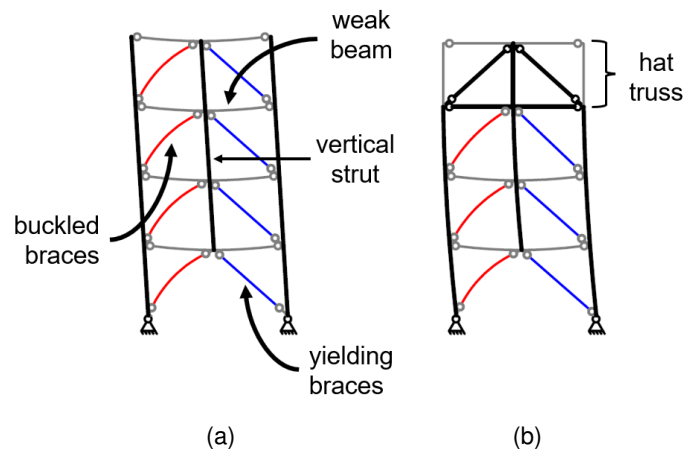 weak
beam
hat
truss
vertical
strut
buckled
braces
yielding
braces
(a)
(b)